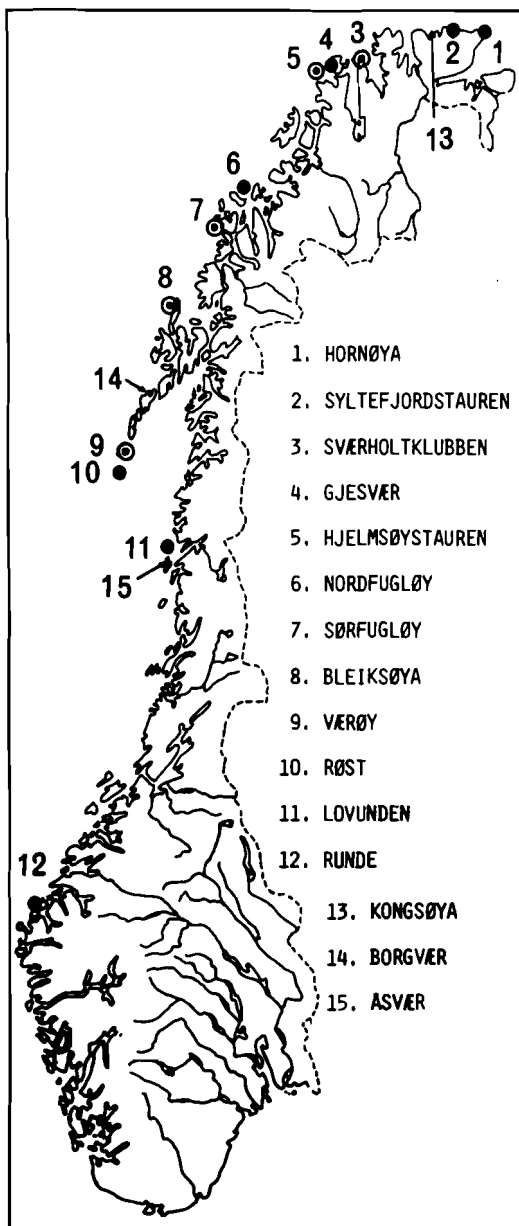 3
4
5
2
1
13
6
7
8
14
9
10
11
15
12
1. HORNØYA
2. SYLTEFJORDSTAUREN
3. SVÆRHOLTKLUBBEN
4. GJESVÆR
5. HJELMSØYSTAUREN
6. NORDFUGLØY
7. SØRFUGLØY
8. BLEIKSØYA
9. VÆRØY
10. RØST
11. LOVUNDEN
12. RUNDE
13. KONGSØYA
14. BORGVÆR
15. ASVÆR